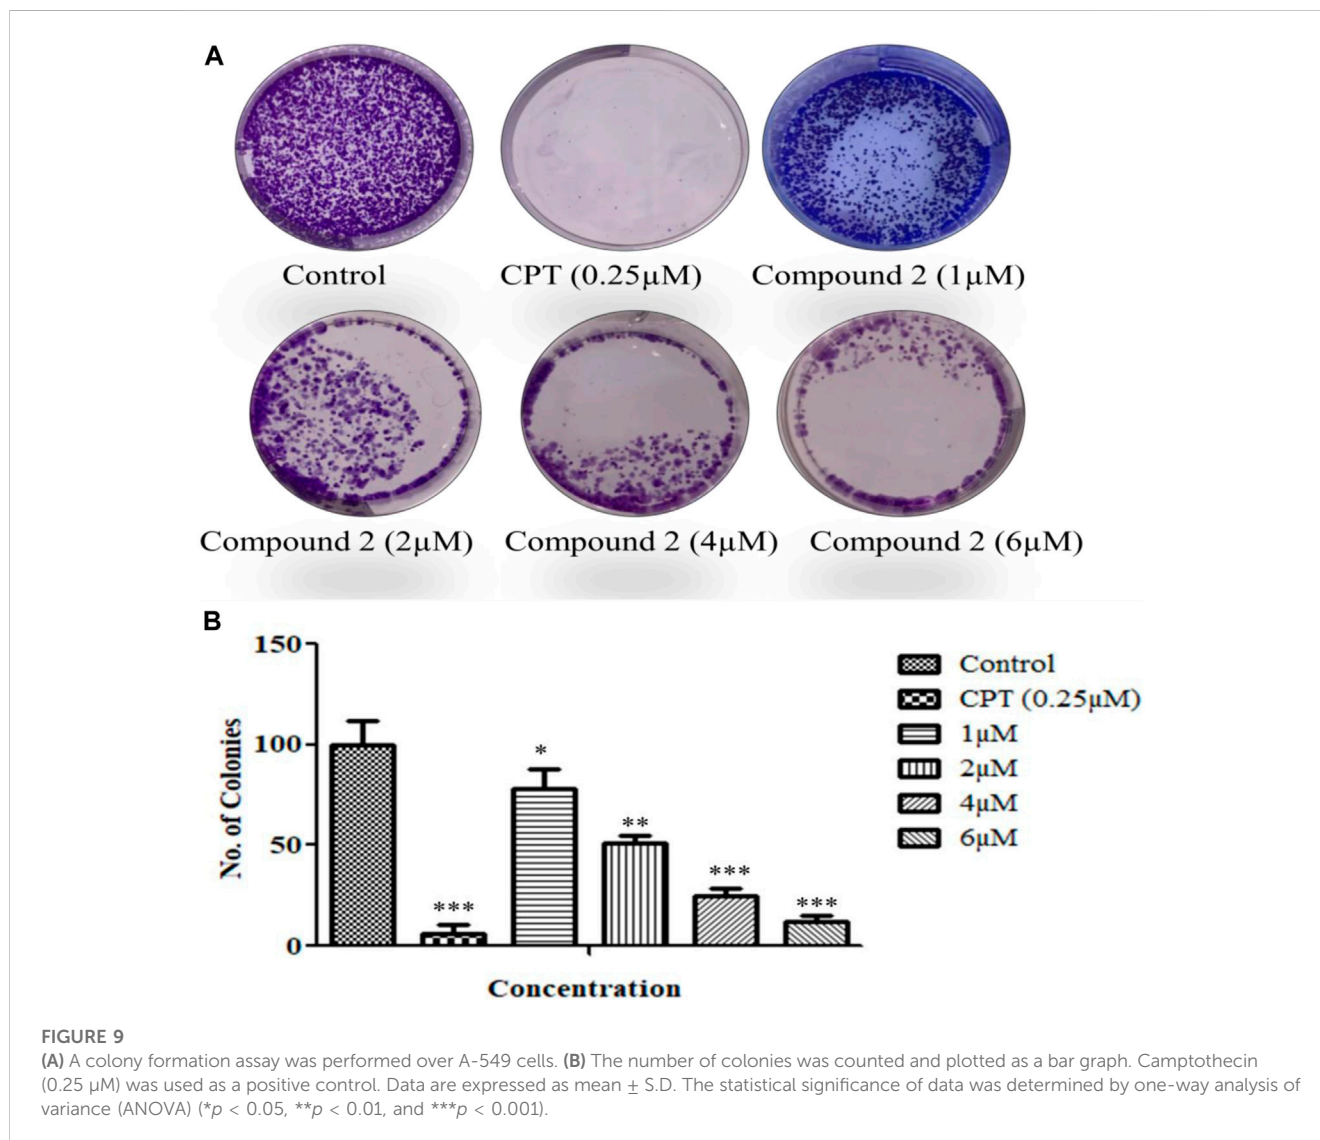 A
Control
CPT (0.25μM)
Compound 2 (1μM)
Compound 2 (2μM)
Compound 2 (4μM)
Compound 2 (6μM)
B
150
100
50
0
No. of Colonies
*
**
***
***
***
Concentration
Control
CPT (0.25μM)
1μM
2μM
4μM
6μM
FIGURE 9
(A) A colony formation assay was performed over A-549 cells. (B) The number of colonies was counted and plotted as a bar graph. Camptothecin
(0.25 μM) was used as a positive control. Data are expressed as mean ± S.D. The statistical significance of data was determined by one-way analysis of
variance (ANOVA) (*p < 0.05, **p < 0.01, and ***p < 0.001).